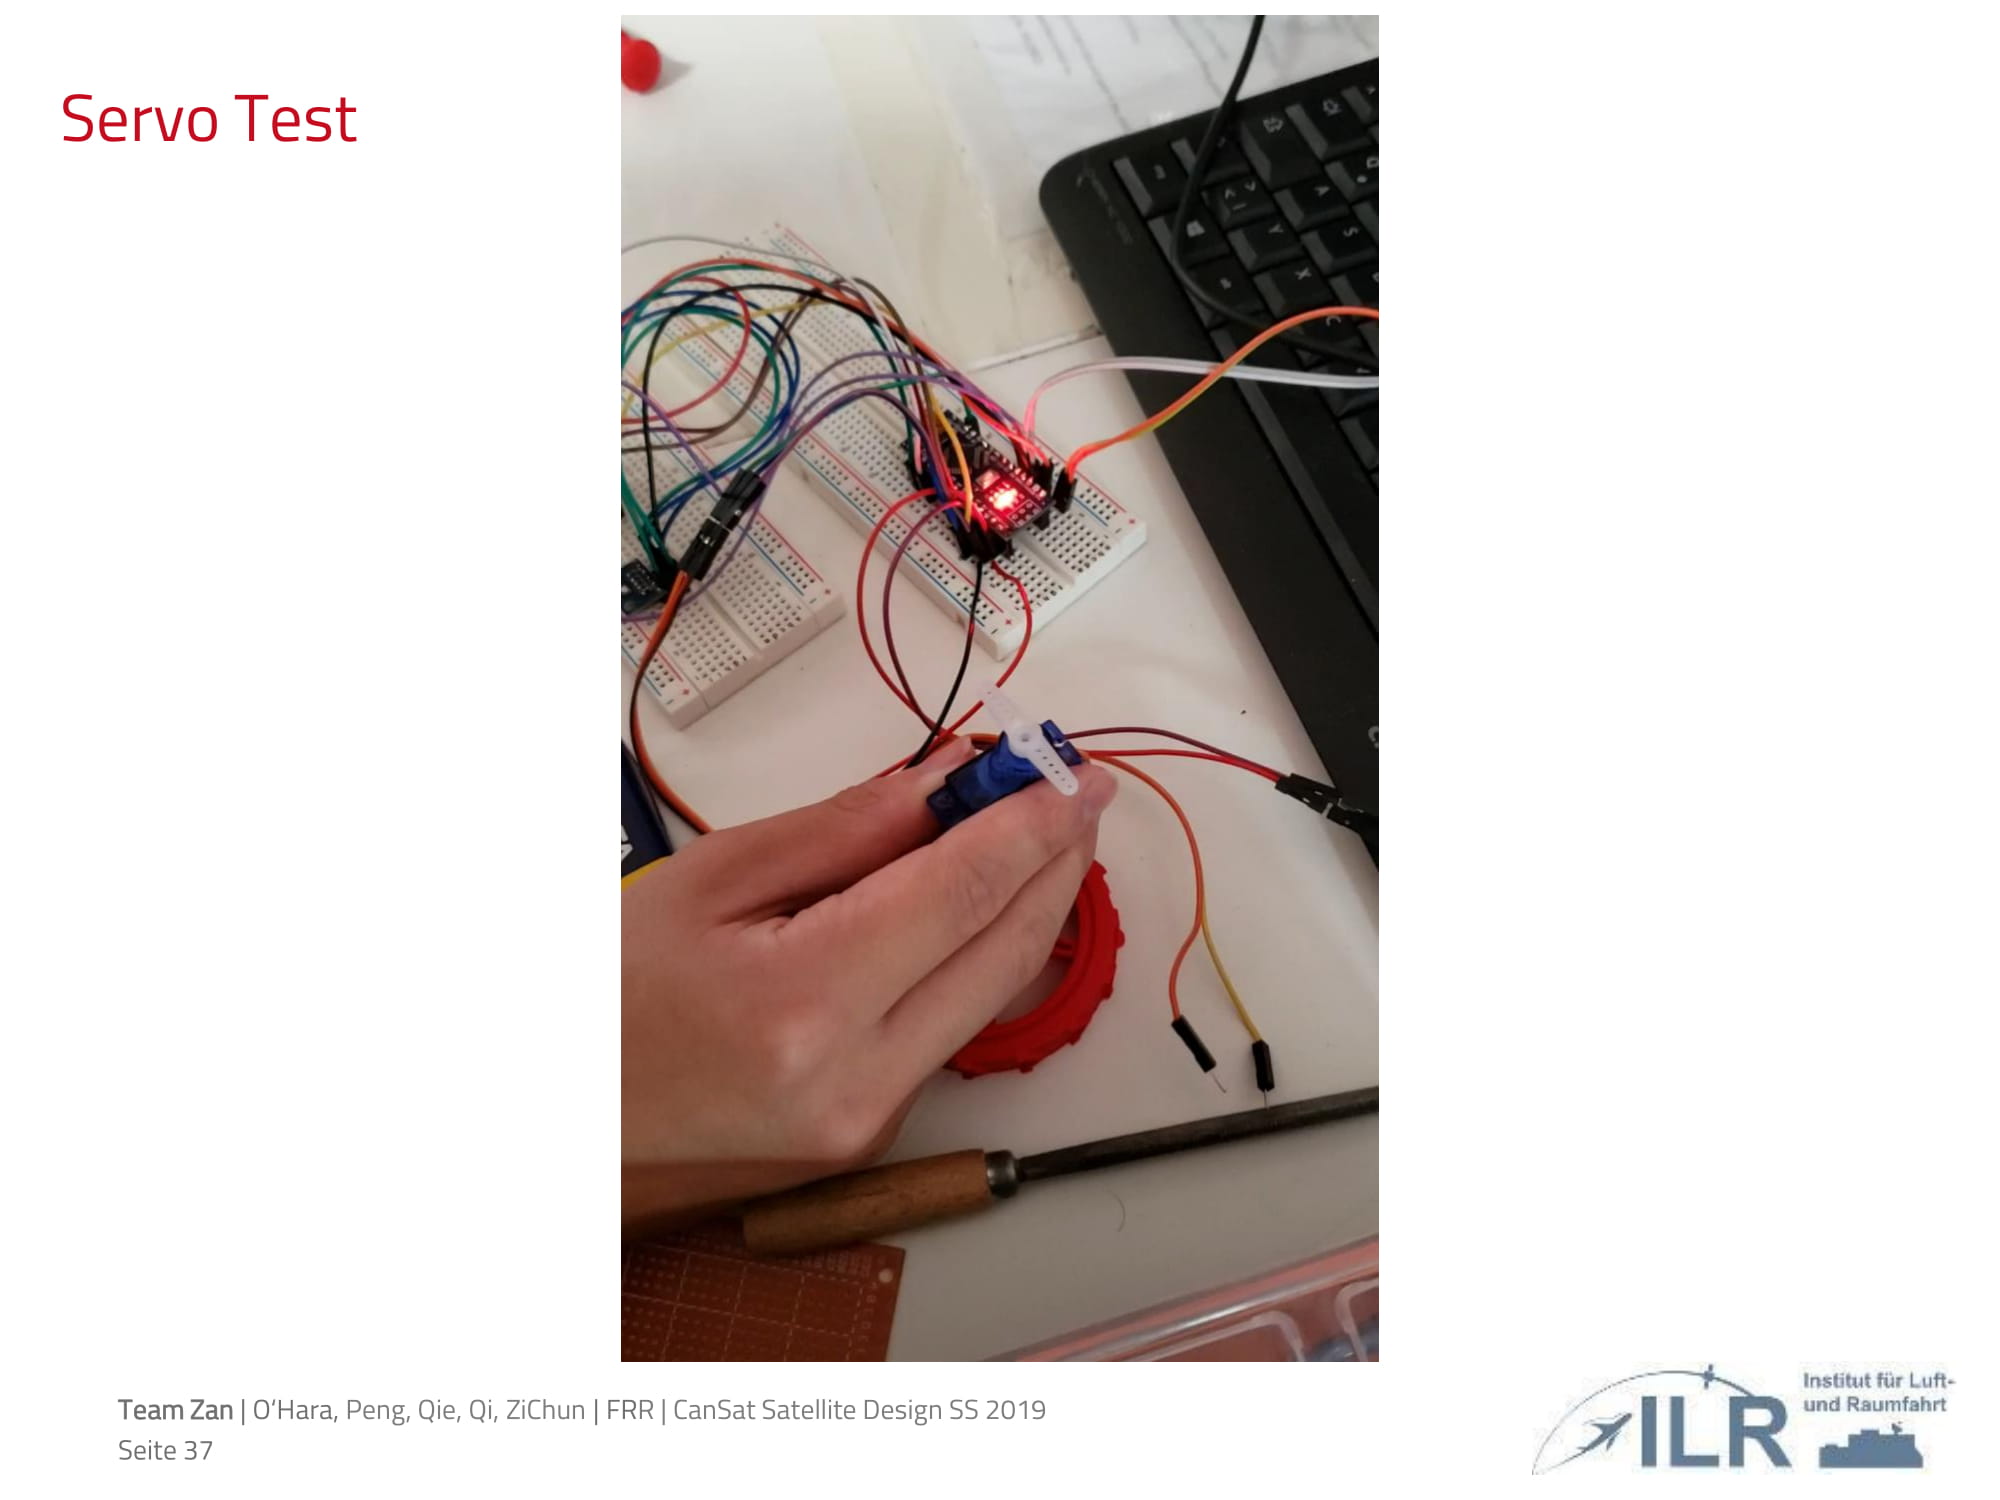 Servo Test
Team Zan | O‘Hara, Peng, Qie, Qi, ZiChun | FRR | CanSat Satellite Design SS 2019
Seite 37
ILR
Institut für Luft-
und Raumfahrt